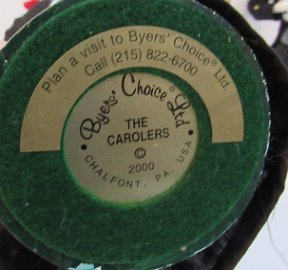 Plan a visit to Byers' Choice® Ltd.
Call (215) 822-6700
• Byers' Choice® Ltd •
THE
CAROLERS
©
2000
CHALFONT, PA. USA